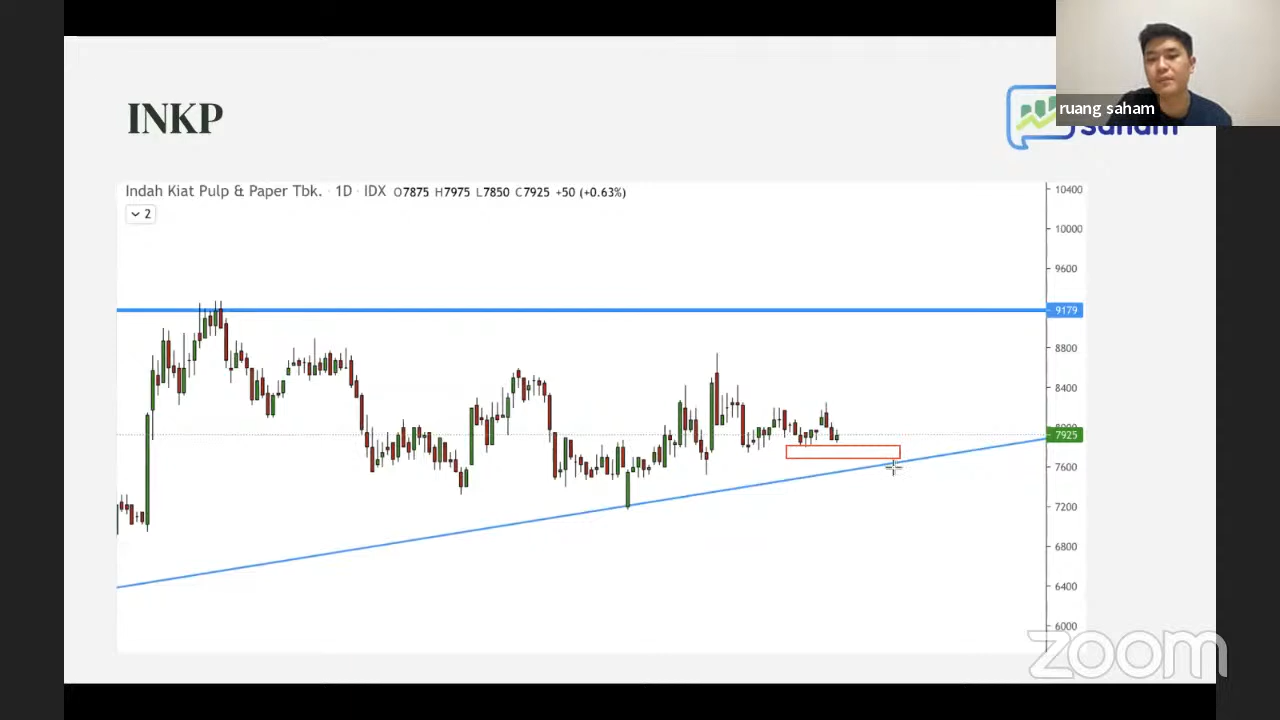 ruang saham
INKP
saham
Indah Kiat Pulp & Paper Tbk. · 1D · IDX O7875 H7975 L7850 C7925 +50 (+0.63%)
2
10400
10000
9600
9179
8800
8400
8000
7925
7600
7200
6800
6400
6000
zoom